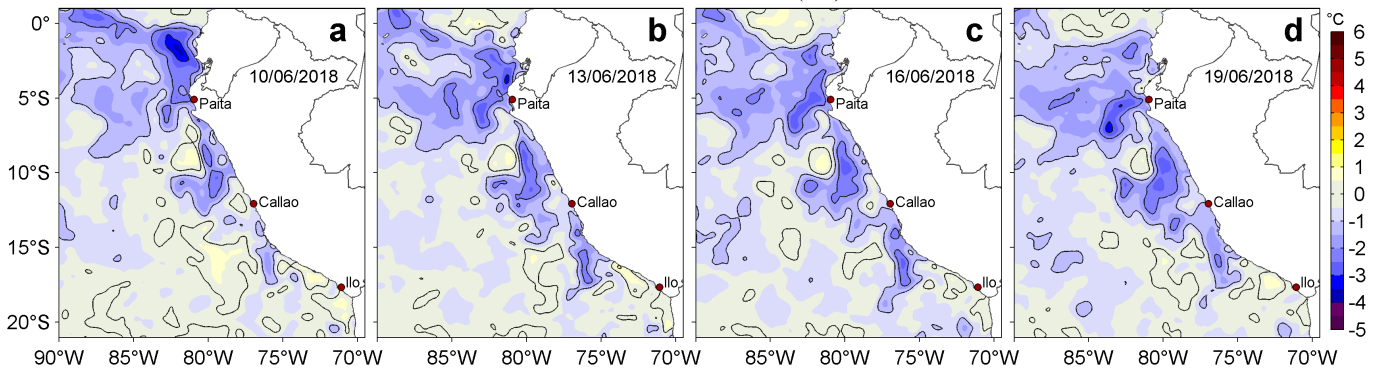 a b c d °C
0° 6
10/06/2018 13/06/2018 16/06/2018 19/06/2018 5
4
5°S Paita Paita Paita Paita 3
2
1
10°S 0
Callao Callao Callao Callao -1
15°S -2
Ilo Ilo Ilo Ilo -3
20°S -4
-5
90°W 85°W 80°W 75°W 70°W 85°W 80°W 75°W 70°W 85°W 80°W 75°W 70°W 85°W 80°W 75°W 70°W